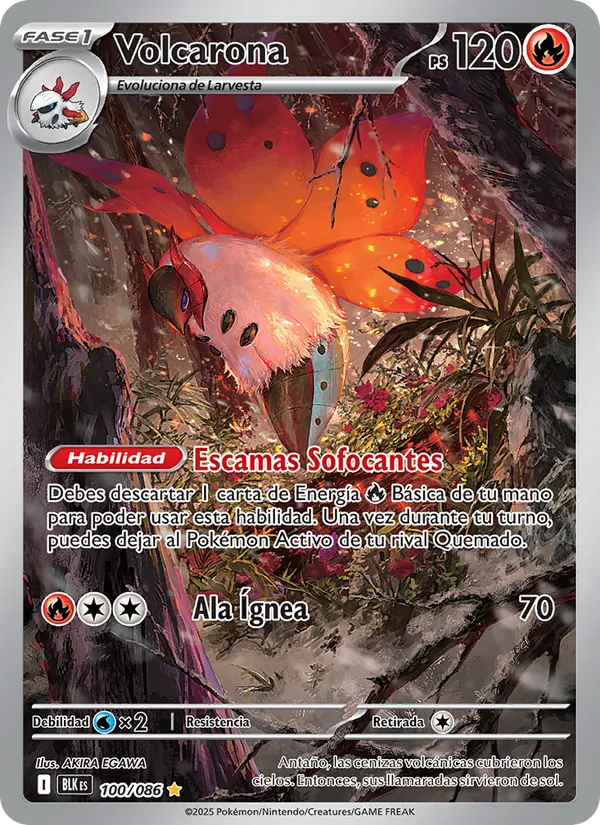 FASE 1
Volcarona
PS 120
Evoluciona de Larvesta
Habilidad Escamas Sofocantes
Debes descartar 1 carta de Energía Básica de tu mano
para poder usar esta habilidad. Una vez durante tu turno,
puedes dejar al Pokémon Activo de tu rival Quemado.
Ala Ígnea 70
Debilidad ×2 Resistencia Retirada
Ilus. AKIRA EGAWA
Antaño, las cenizas volcánicas cubrieron los
cielos. Entonces, sus llamaradas sirvieron de sol.
I BLK ES 100/086
©2025 Pokémon/Nintendo/Creatures/GAME FREAK